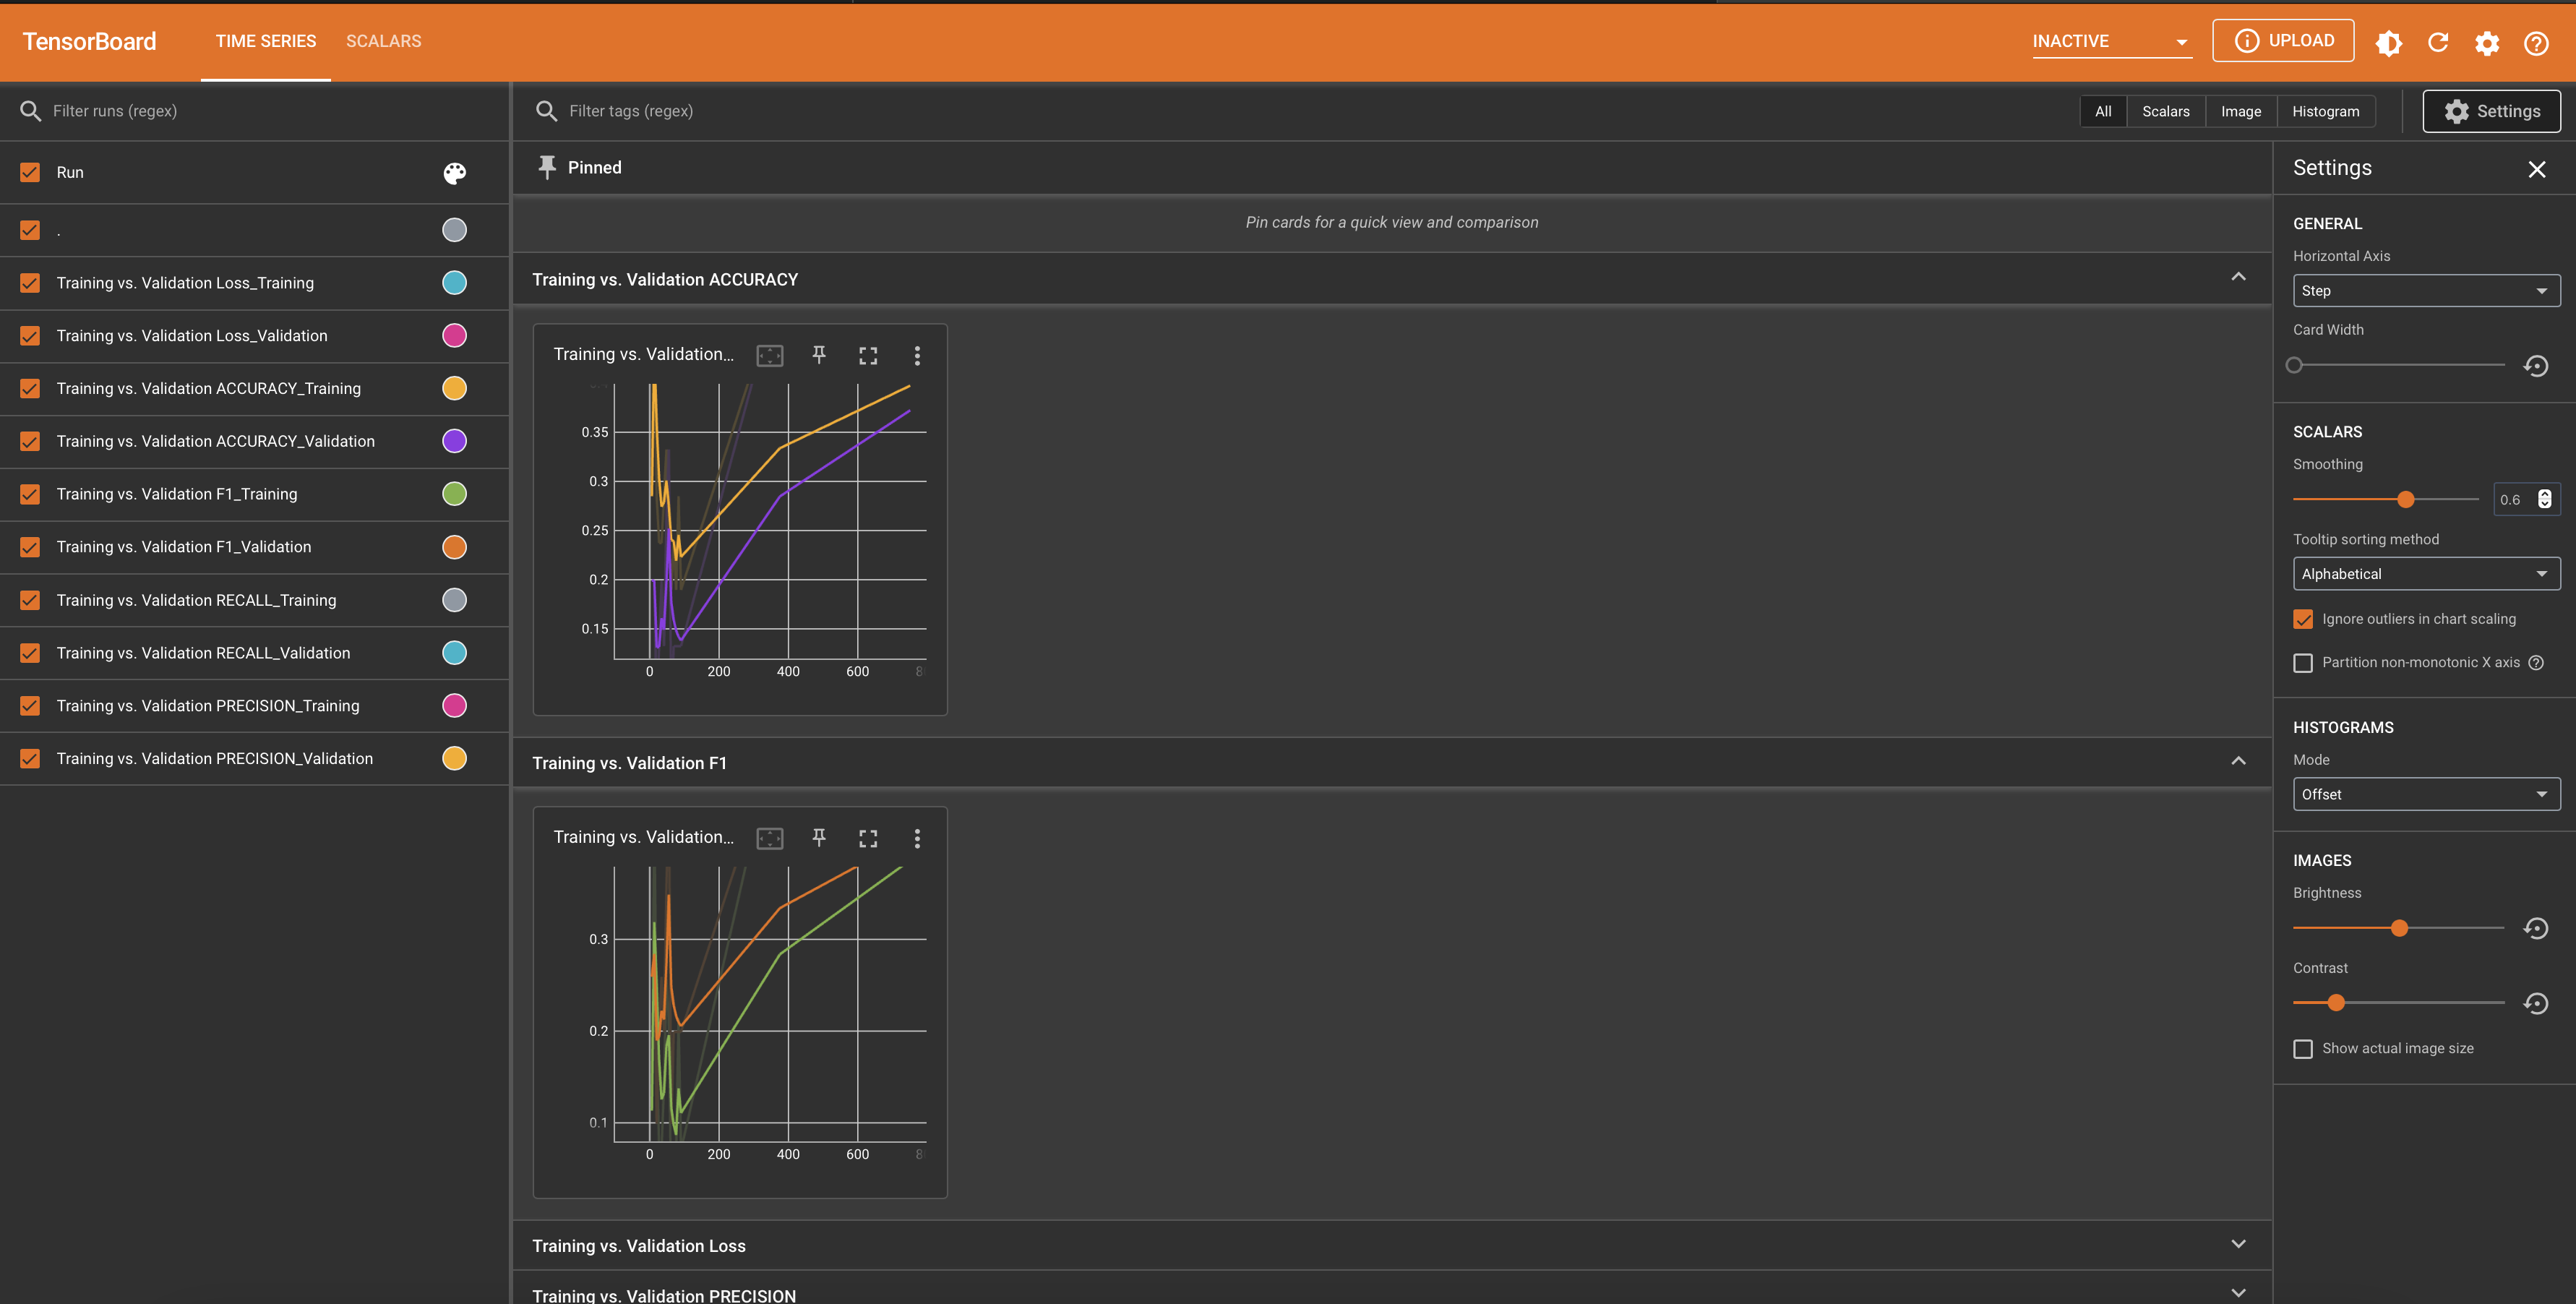 TensorBoard
TIME SERIES
SCALARS
INACTIVE
UPLOAD
Filter runs (regex)
Run
.
Training vs. Validation Loss_Training
Training vs. Validation Loss_Validation
Training vs. Validation ACCURACY_Training
Training vs. Validation ACCURACY_Validation
Training vs. Validation F1_Training
Training vs. Validation F1_Validation
Training vs. Validation RECALL_Training
Training vs. Validation RECALL_Validation
Training vs. Validation PRECISION_Training
Training vs. Validation PRECISION_Validation
Filter tags (regex)
All
Scalars
Image
Histogram
Settings
Pinned
Pin cards for a quick view and comparison
Training vs. Validation ACCURACY
Training vs. Validation...
0.35
0.3
0.25
0.2
0.15
0 200 400 600
Training vs. Validation F1
Training vs. Validation...
0.3
0.2
0.1
0 200 400 600
Training vs. Validation Loss
Training vs. Validation PRECISION
Settings
GENERAL
Horizontal Axis
Step
Card Width
SCALARS
Smoothing
0.6
Tooltip sorting method
Alphabetical
Ignore outliers in chart scaling
Partition non-monotonic X axis
HISTOGRAMS
Mode
Offset
IMAGES
Brightness
Contrast
Show actual image size